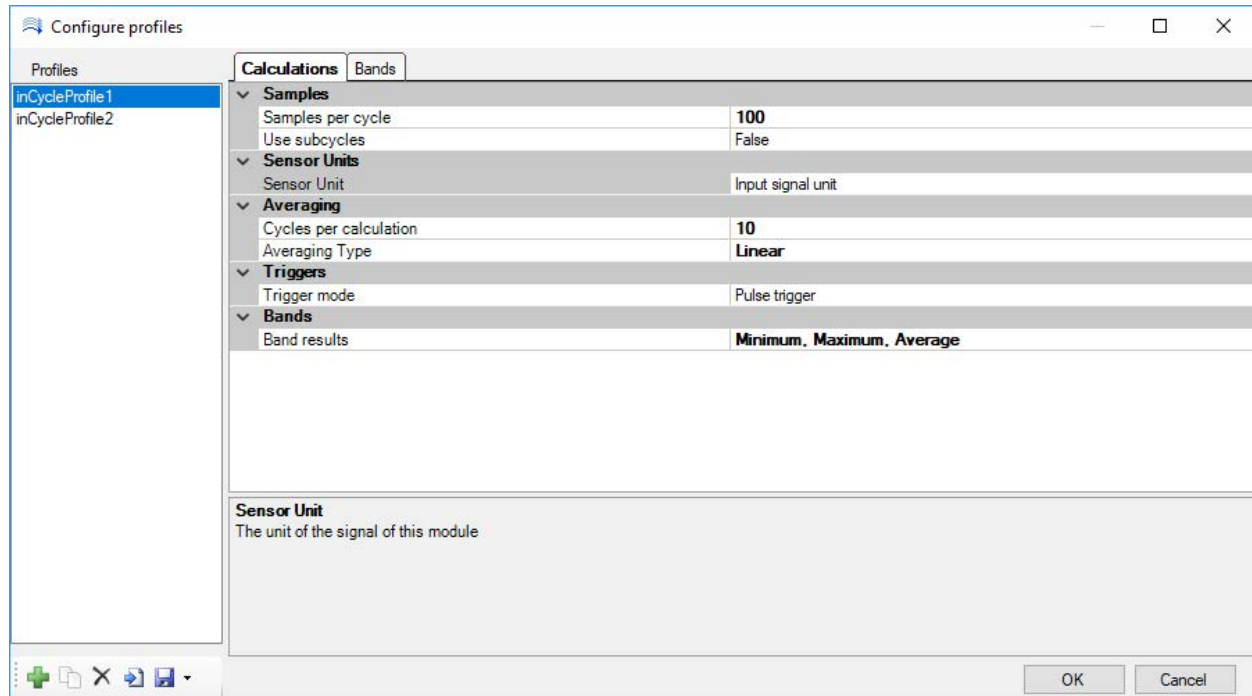 Configure profiles
Profiles
Calculations Bands
inCycleProfile1
inCycleProfile2
Samples
Samples per cycle 100
Use subcycles False
Sensor Units
Sensor Unit Input signal unit
Averaging
Cycles per calculation 10
Averaging Type Linear
Triggers
Trigger mode Pulse trigger
Bands
Band results Minimum, Maximum, Average
Sensor Unit
The unit of the signal of this module
OK Cancel